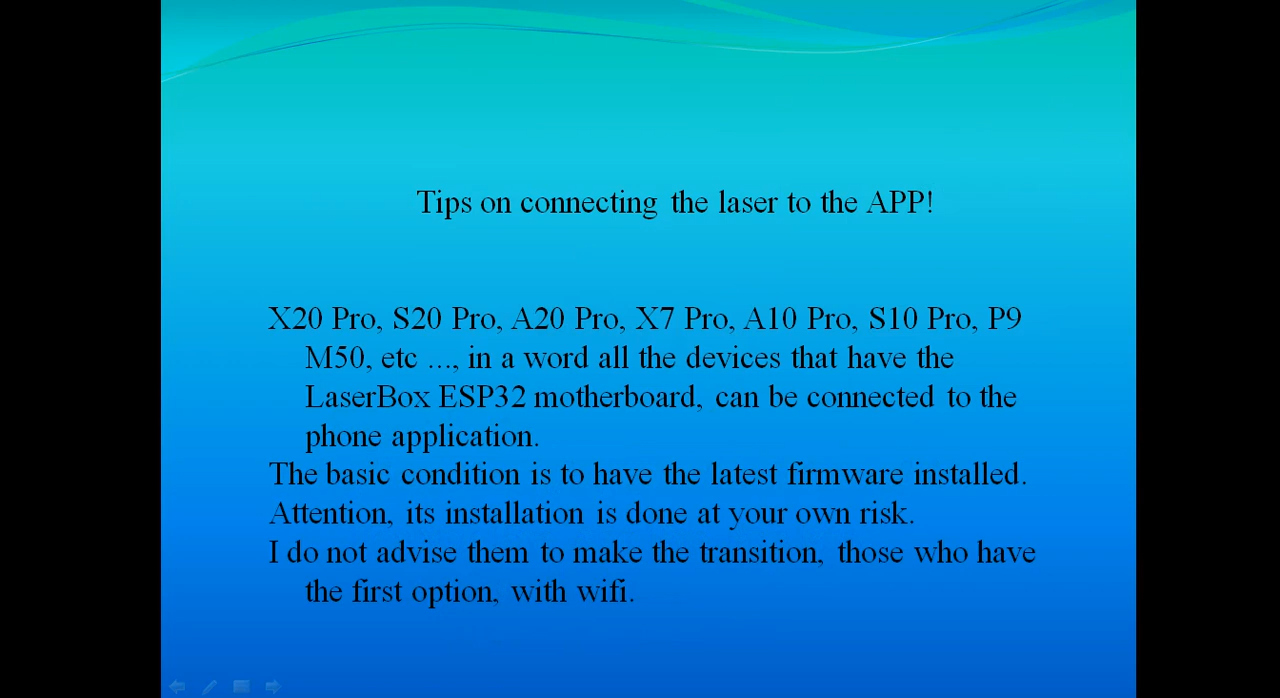 Tips on connecting the laser to the APP!
X20 Pro, S20 Pro, A20 Pro, X7 Pro, A10 Pro, S10 Pro, P9
M50, etc ..., in a word all the devices that have the
LaserBox ESP32 motherboard, can be connected to the
phone application.
The basic condition is to have the latest firmware installed.
Attention, its installation is done at your own risk.
I do not advise them to make the transition, those who have
the first option, with wifi.